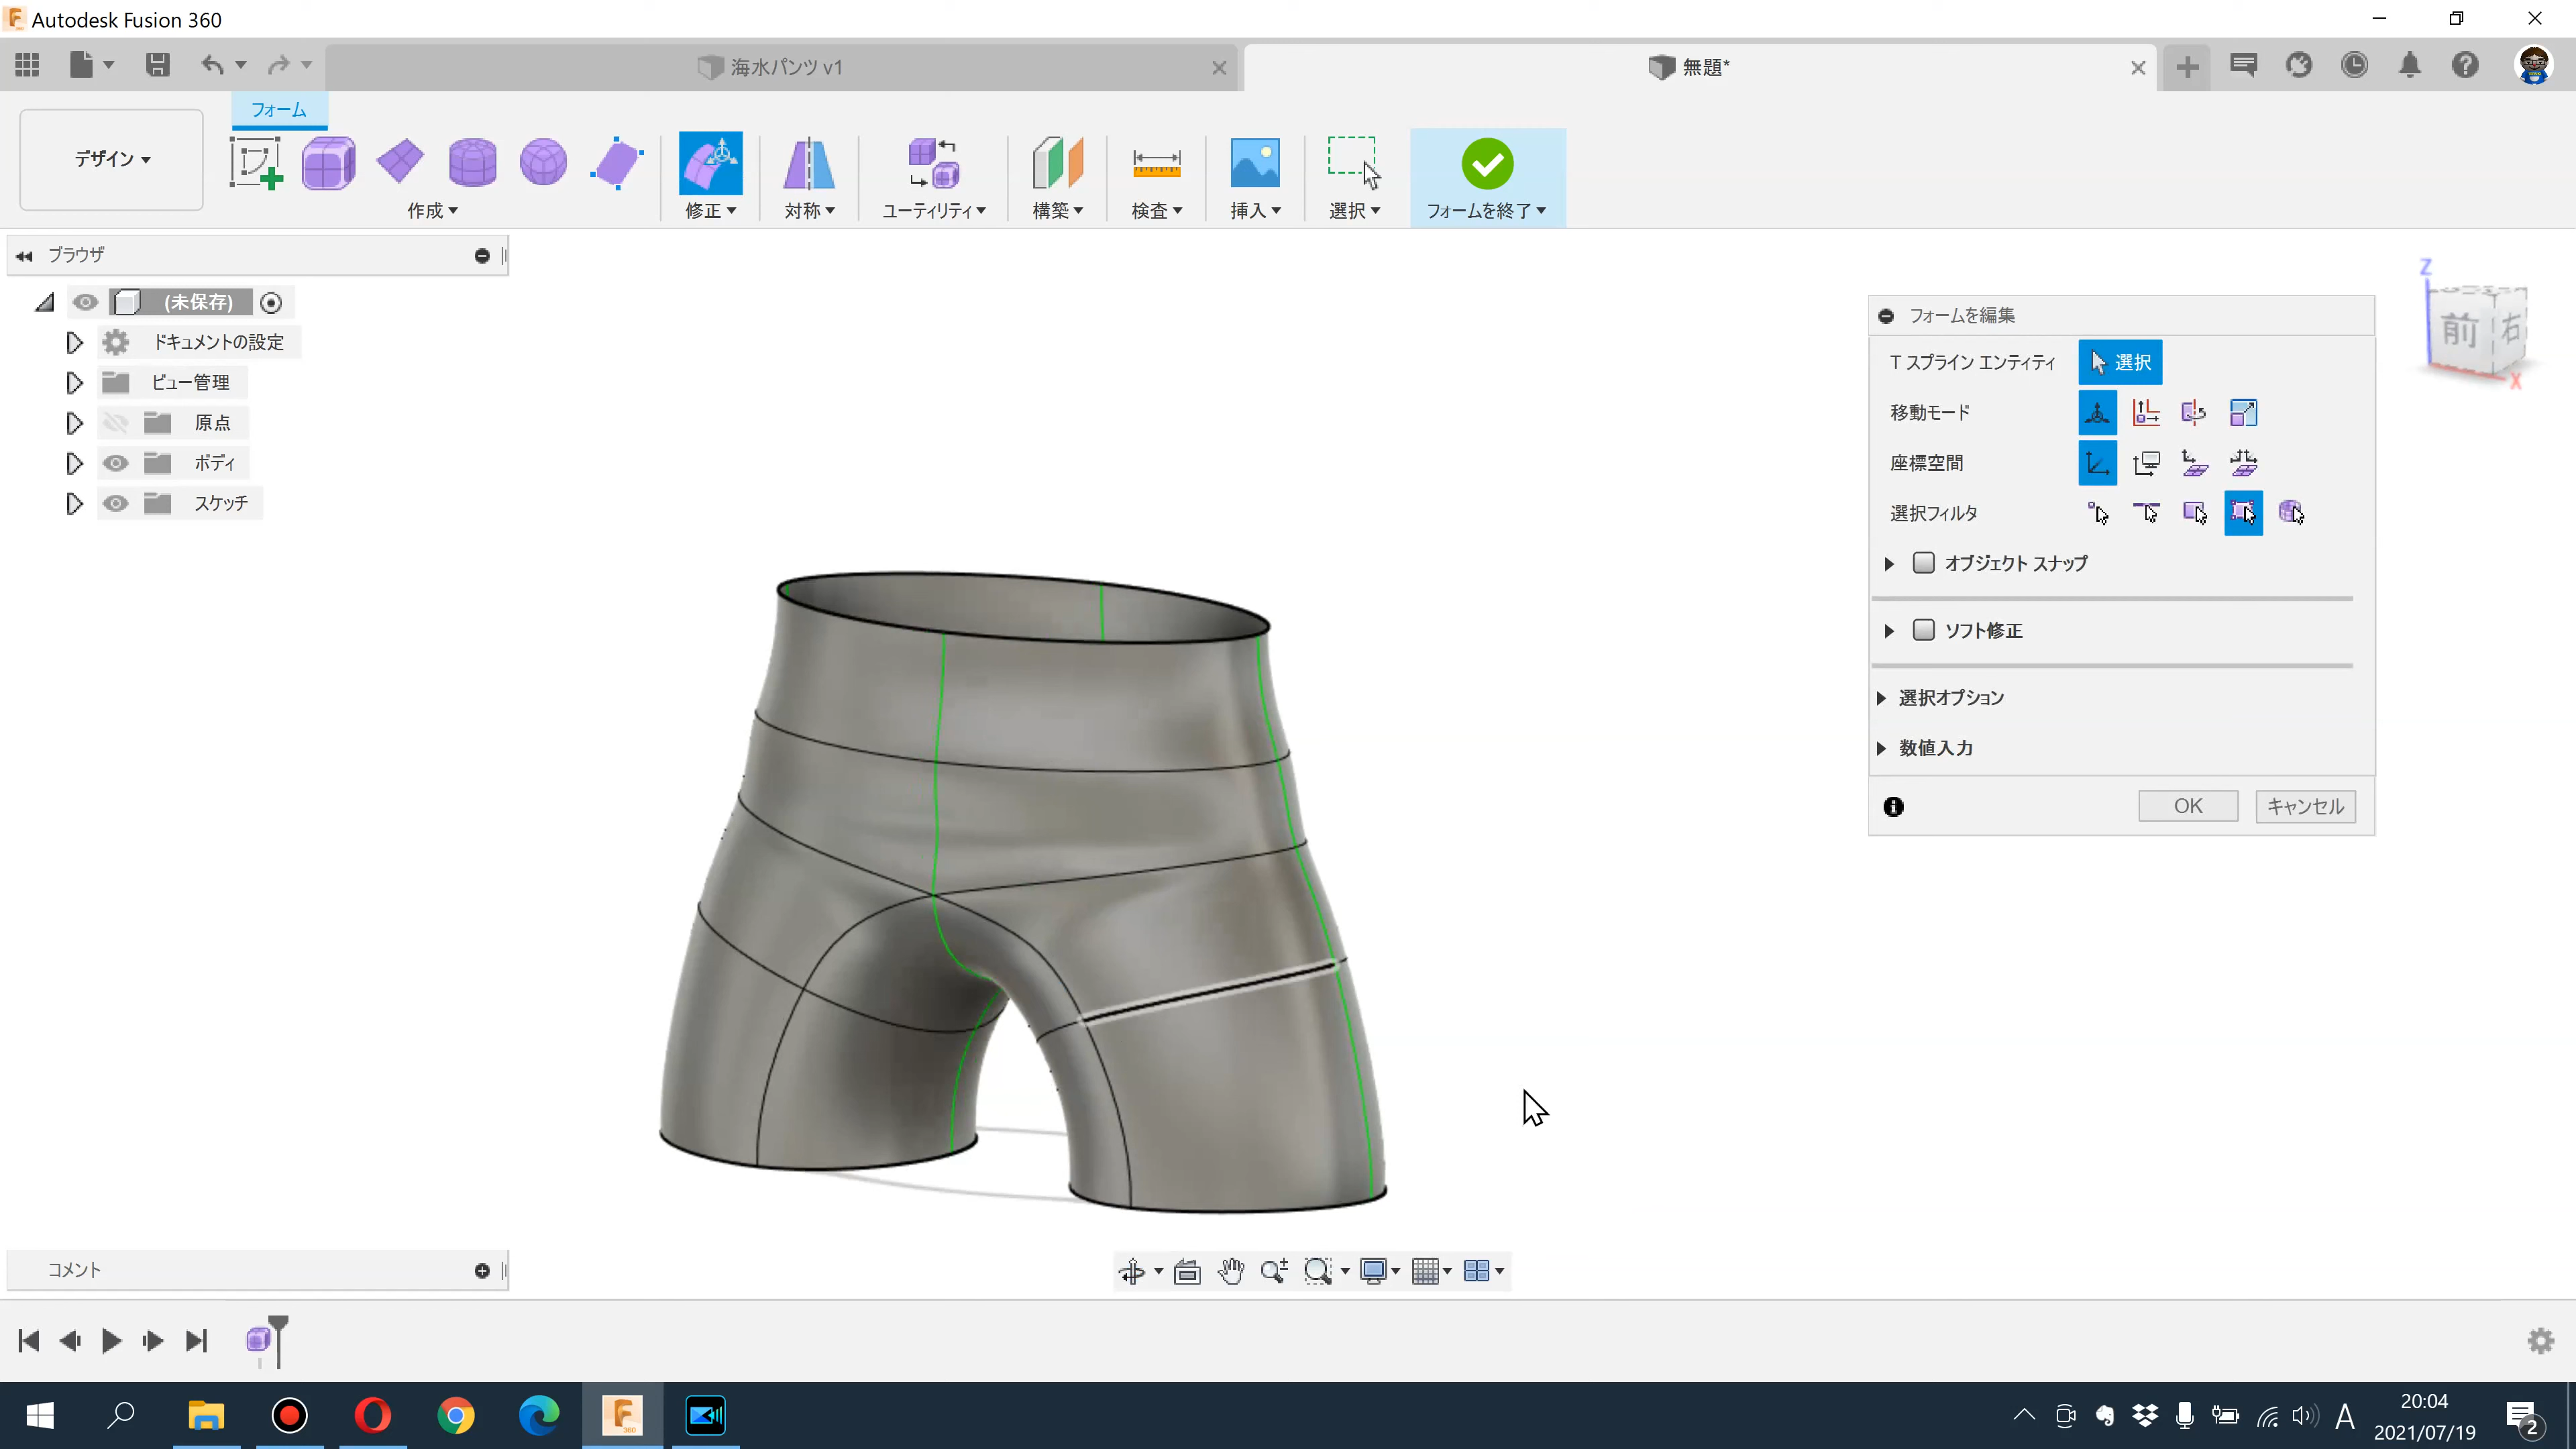 Autodesk Fusion 360
海水パンツ v1
無題*
フォーム
デザイン
作成
修正
対称
ユーティリティ
構築
検査
挿入
選択
フォームを終了
ブラウザ
(未保存)
ドキュメントの設定
ビュー管理
原点
ボディ
スケッチ
Z
前
右
X
フォームを編集
T スプライン エンティティ
選択
移動モード
座標空間
選択フィルタ
オブジェクト スナップ
ソフト修正
選択オプション
数値入力
OK
キャンセル
コメント
360
A
20:04
2021/07/19
2